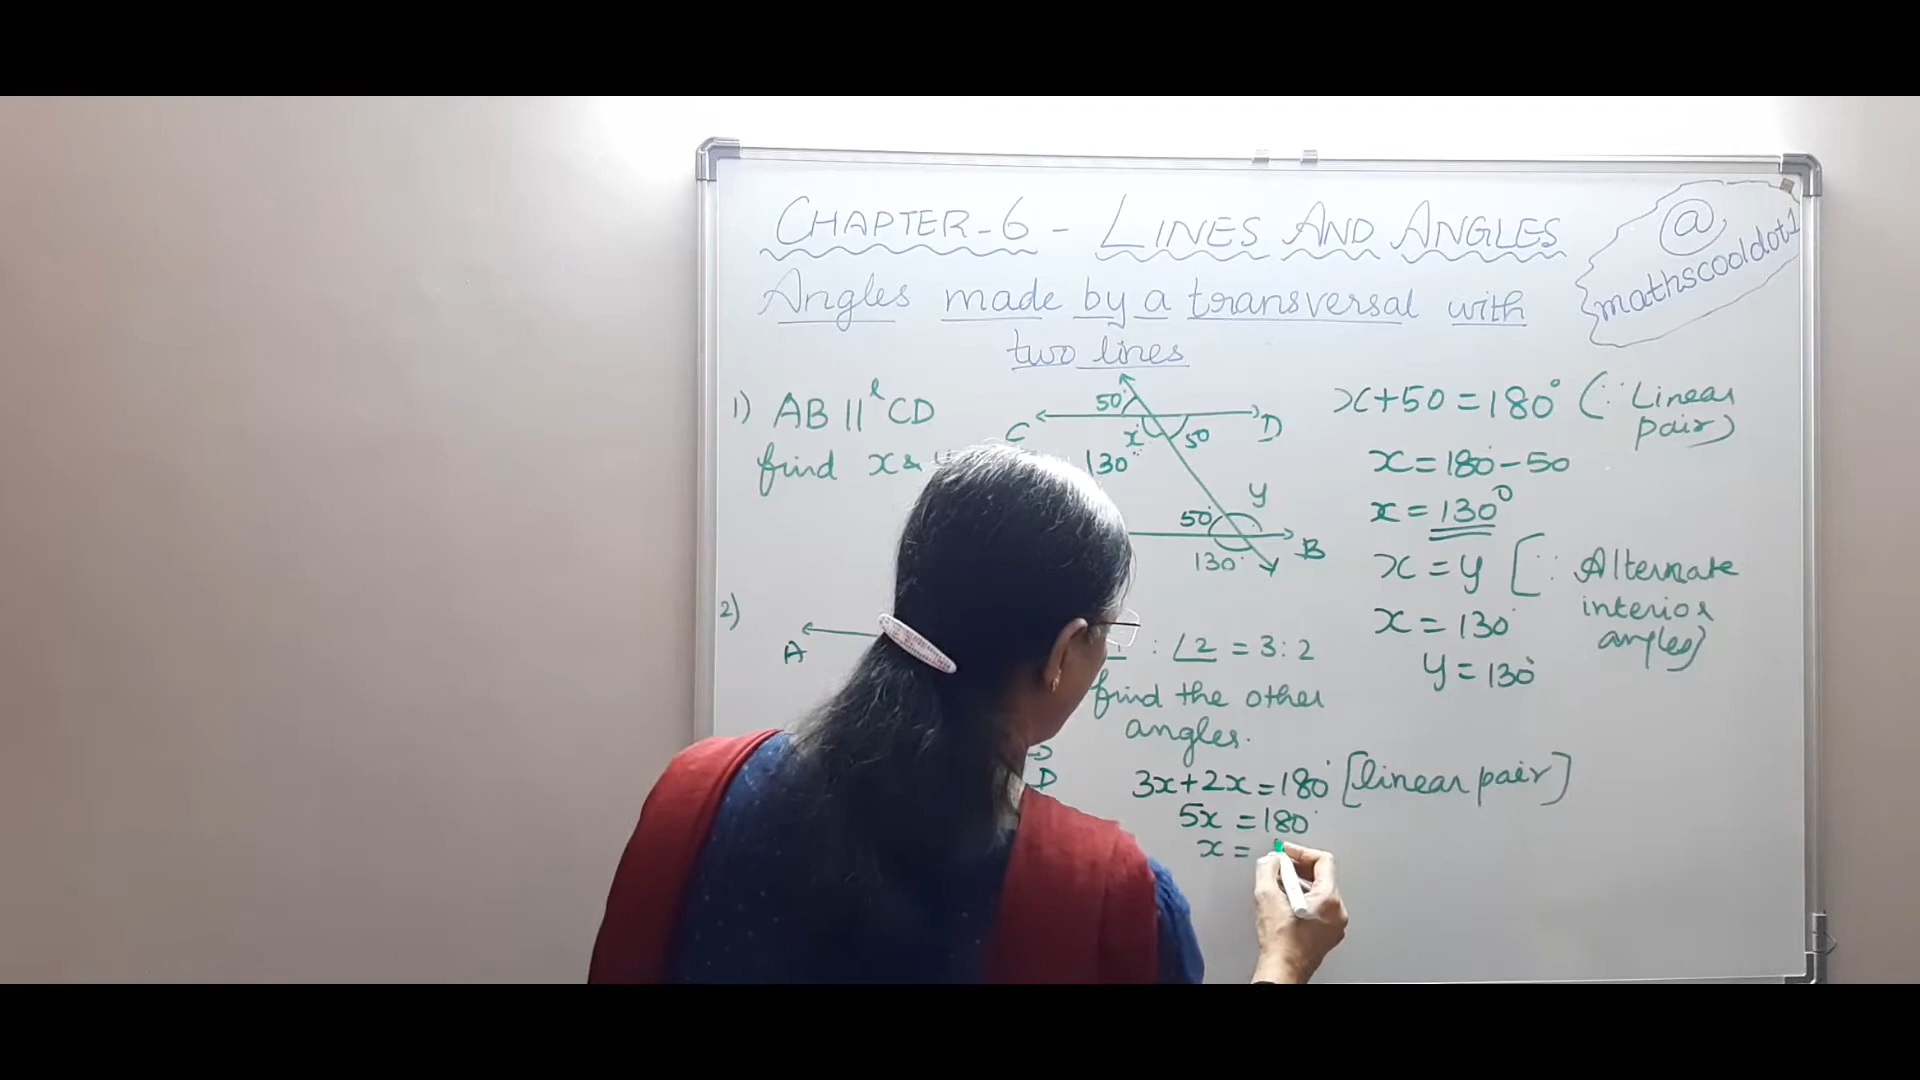 CHAPTER-6 - LINES AND ANGLES
@mathscooldot1
Angles made by a transversal with
two lines
1) AB ||ˡ CD
find x &
50°
C
D
x
50
130°
y
50°
B
130°
x+50=180° (∵ Linear
pair)
x=180°-50
x=130°
x=y [∵ Alternate
interior
angles)
x=130°
y=130°
2)
A
: ∠2 = 3:2
find the other
angles.
D
3x+2x=180° [linear pair]
5x=180°
x=